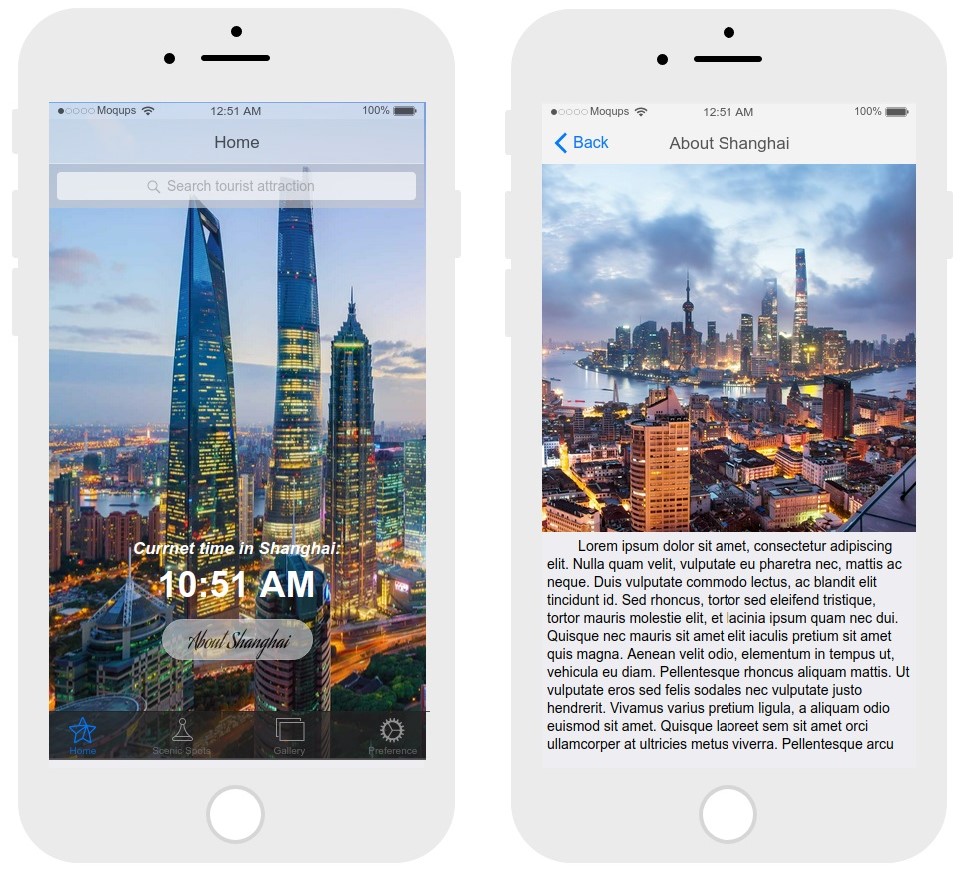 Moqups 12:51 AM 100%
Home
Search tourist attraction
Currnet time in Shanghai:
10:51 AM
About Shanghai
Home Scenic Spots Gallery Preference
Moqups 12:51 AM 100%
Back About Shanghai
Lorem ipsum dolor sit amet, consectetur adipiscing
elit. Nulla quam velit, vulputate eu pharetra nec, mattis ac
neque. Duis vulputate commodo lectus, ac blandit elit
tincidunt id. Sed rhoncus, tortor sed eleifend tristique,
tortor mauris molestie elit, et lacinia ipsum quam nec dui.
Quisque nec mauris sit amet elit iaculis pretium sit amet
quis magna. Aenean velit odio, elementum in tempus ut,
vehicula eu diam. Pellentesque rhoncus aliquam mattis. Ut
vulputate eros sed felis sodales nec vulputate justo
hendrerit. Vivamus varius pretium ligula, a aliquam odio
euismod sit amet. Quisque laoreet sem sit amet orci
ullamcorper at ultricies metus viverra. Pellentesque arcu